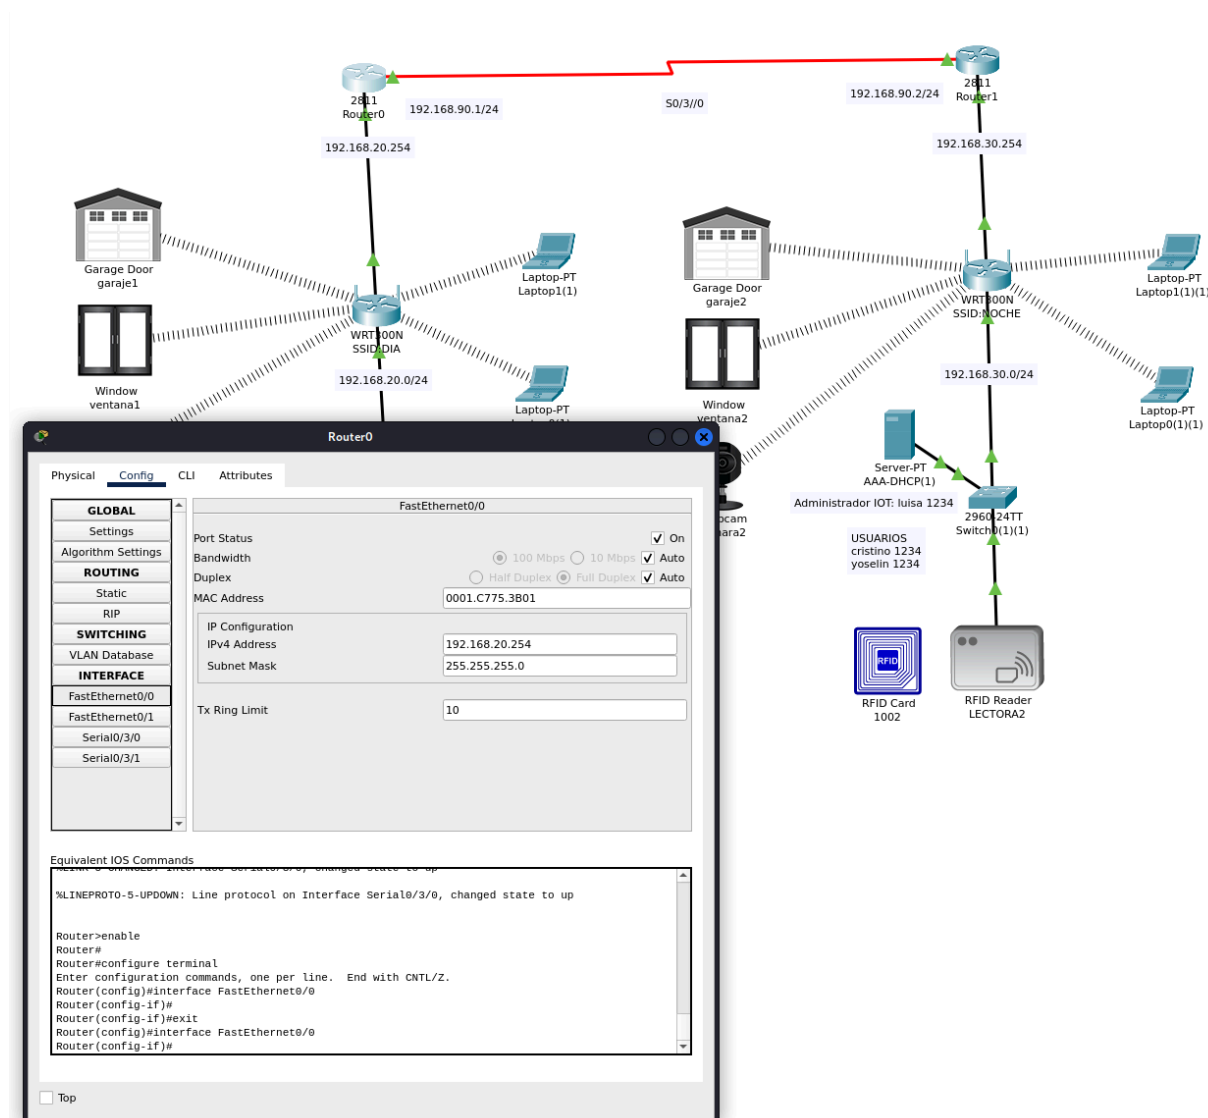 2811
Router0
192.168.90.1/24
S0/3//0
192.168.90.2/24
2811
Router1
192.168.20.254
192.168.30.254
Garage Door
garaje1
Laptop-PT
Laptop1(1)
Garage Door
garaje2
Laptop-PT
Laptop1(1)(1)
WRT300N
SSID:DIA
WRT300N
SSID:NOCHE
192.168.20.0/24
192.168.30.0/24
Window
ventana1
Laptop-PT
Window
ventana2
Laptop-PT
Laptop0(1)(1)
Server-PT
AAA-DHCP(1)
Administrador IOT: luisa 1234
2960-24TT
Switch0(1)(1)
USUARIOS
cristino 1234
yoselin 1234
RFID
RFID Card
1002
RFID Reader
LECTORA2
Router0
Physical Config CLI Attributes
GLOBAL
Settings
Algorithm Settings
ROUTING
Static
RIP
SWITCHING
VLAN Database
INTERFACE
FastEthernet0/0
FastEthernet0/1
Serial0/3/0
Serial0/3/1
FastEthernet0/0
Port Status On
Bandwidth 100 Mbps 10 Mbps Auto
Duplex Half Duplex Full Duplex Auto
MAC Address 0001.C775.3B01
IP Configuration
IPv4 Address 192.168.20.254
Subnet Mask 255.255.255.0
Tx Ring Limit 10
Equivalent IOS Commands
%LINEPROTO-5-UPDOWN: Line protocol on Interface Serial0/3/0, changed state to up
Router>enable
Router#
Router#configure terminal
Enter configuration commands, one per line. End with CNTL/Z.
Router(config)#interface FastEthernet0/0
Router(config-if)#
Router(config-if)#exit
Router(config)#interface FastEthernet0/0
Router(config-if)#
Top